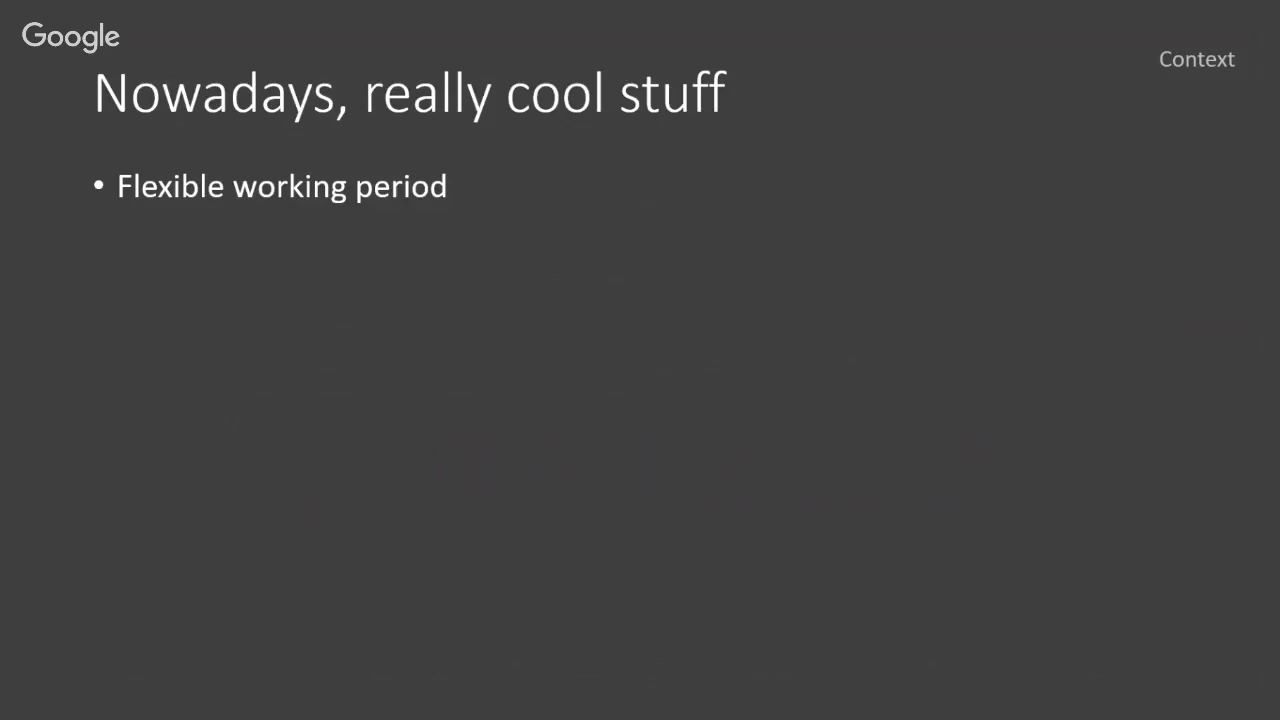 Google
Context
Nowadays, really cool stuff
• Flexible working period